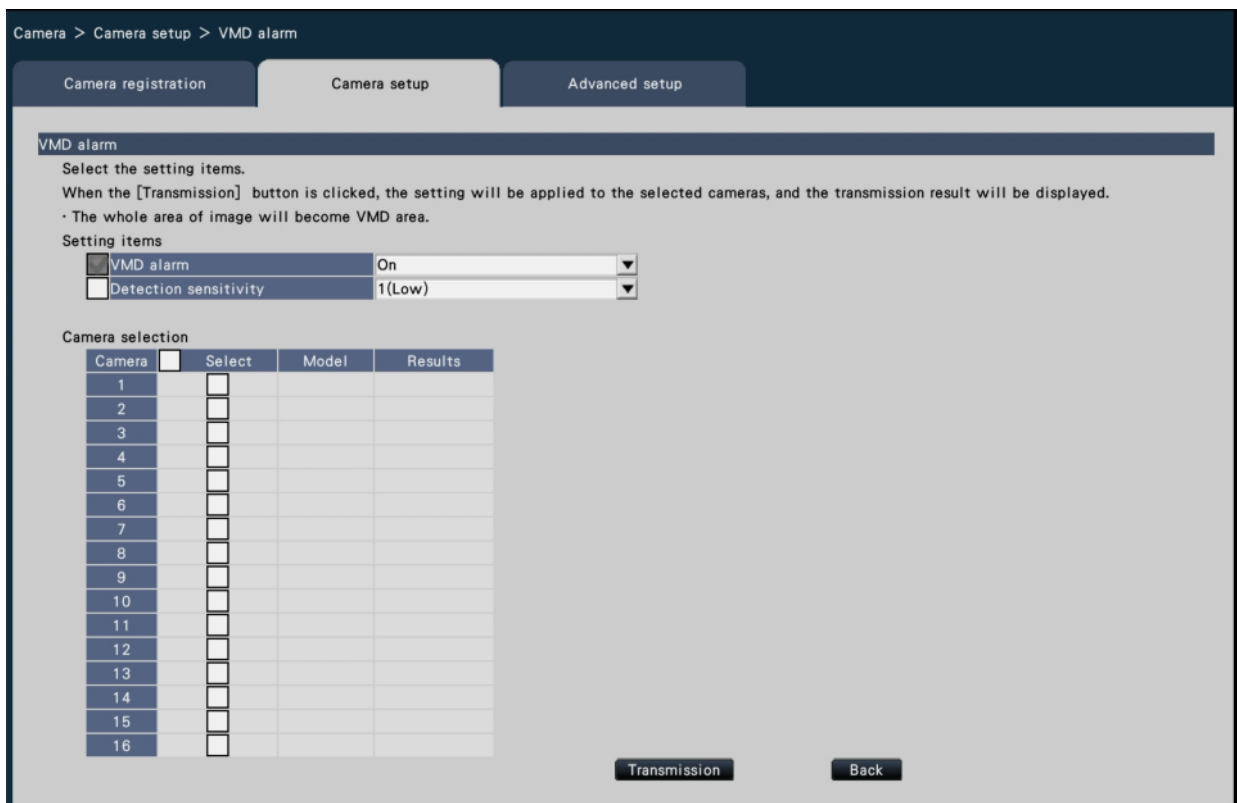 Camera > Camera setup > VMD alarm
Camera registration Camera setup Advanced setup
VMD alarm
Select the setting items.
When the [Transmission] button is clicked, the setting will be applied to the selected cameras, and the transmission result will be displayed.
· The whole area of image will become VMD area.
Setting items
VMD alarm On
Detection sensitivity 1(Low)
Camera selection
Camera Select Model Results
1
2
3
4
5
6
7
8
9
10
11
12
13
14
15
16
Transmission Back